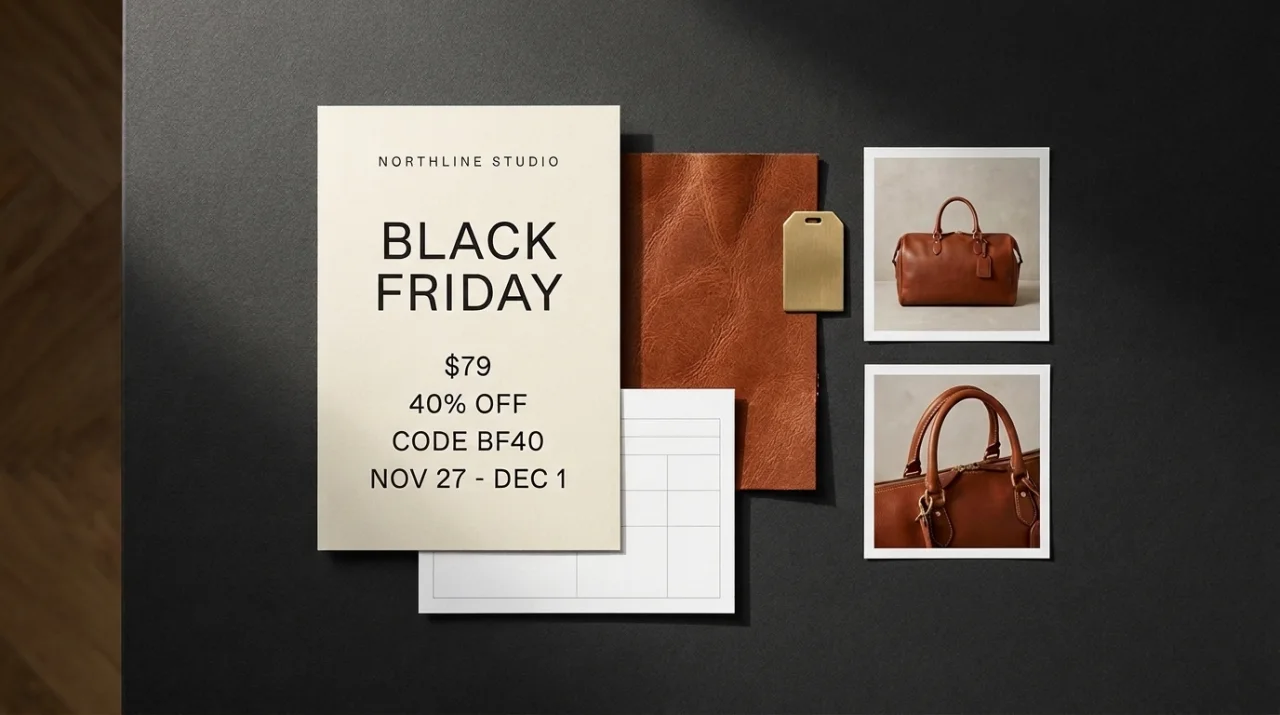 NORTHLINE STUDIO
BLACK
FRIDAY
$79
40% OFF
CODE BF40
NOV 27 - DEC 1